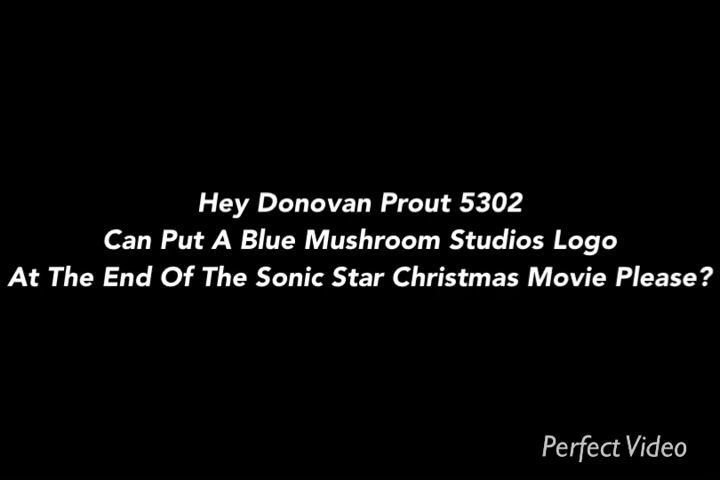 Hey Donovan Prout 5302
Can Put A Blue Mushroom Studios Logo
At The End Of The Sonic Star Christmas Movie Please?
Perfect Video